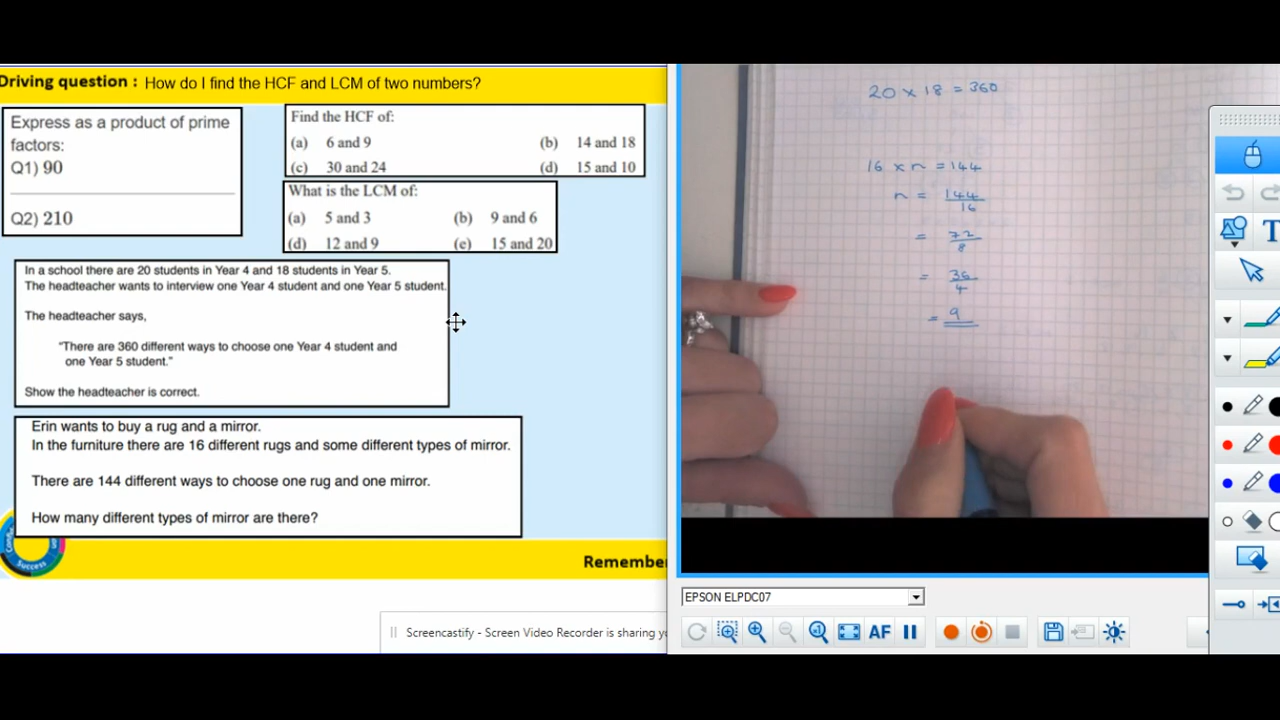 Driving question : How do I find the HCF and LCM of two numbers?
Express as a product of prime
factors:
Q1) 90
Q2) 210
Find the HCF of:
(a) 6 and 9 (b) 14 and 18
(c) 30 and 24 (d) 15 and 10
What is the LCM of:
(a) 5 and 3 (b) 9 and 6
(d) 12 and 9 (e) 15 and 20
In a school there are 20 students in Year 4 and 18 students in Year 5.
The headteacher wants to interview one Year 4 student and one Year 5 student.
The headteacher says,
"There are 360 different ways to choose one Year 4 student and
one Year 5 student."
Show the headteacher is correct.
Erin wants to buy a rug and a mirror.
In the furniture there are 16 different rugs and some different types of mirror.
There are 144 different ways to choose one rug and one mirror.
How many different types of mirror are there?
Success
Remember
Screencastify - Screen Video Recorder is sharing
20 × 18 = 360
16 × n = 144
n = 144
16
= 72
8
= 36
4
= 9
EPSON ELPDC07
AF
T